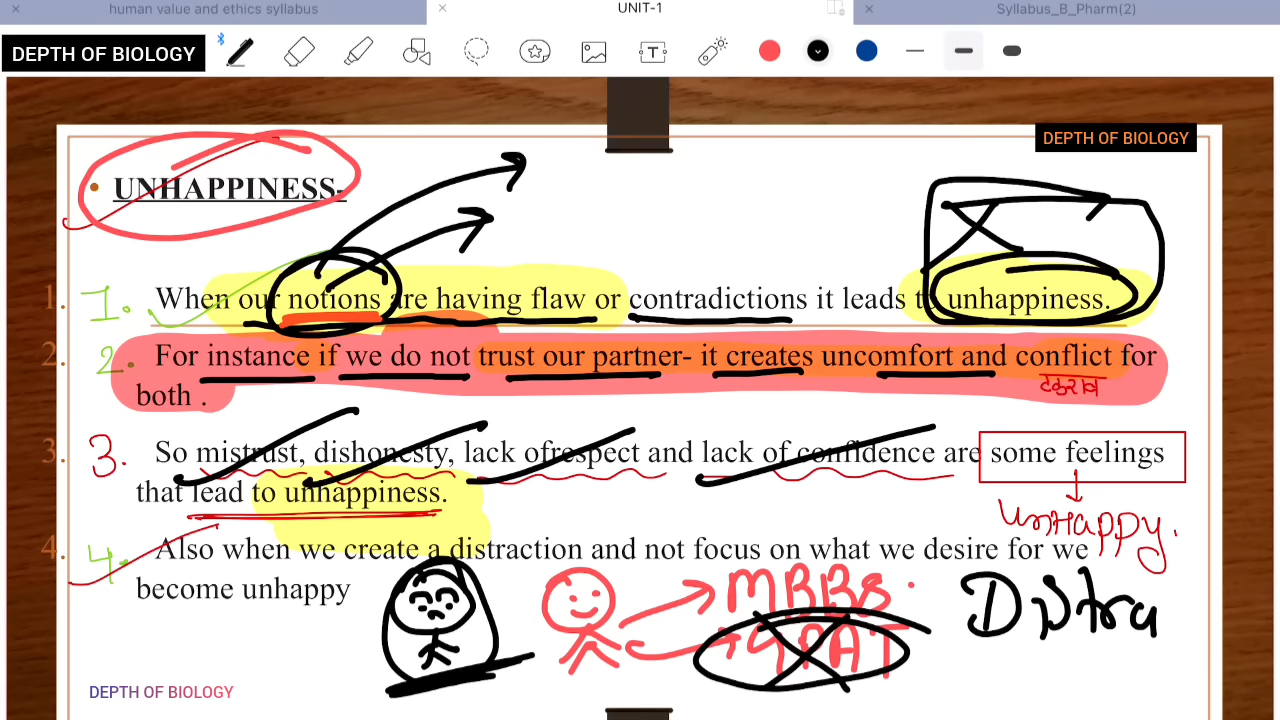 human value and ethics syllabus
UNIT-1
Syllabus_B_Pharm(2)
DEPTH OF BIOLOGY
DEPTH OF BIOLOGY
• UNHAPPINESS-
1. 1. When our notions are having flaw or contradictions it leads to unhappiness.
2. 2. For instance if we do not trust our partner- it creates uncomfort and conflict for
both .
टकराव
3. 3. So mistrust, dishonesty, lack ofrespect and lack of confidence are some feelings
that lead to unhappiness.
unHappy.
4. 4. Also when we create a distraction and not focus on what we desire for we
become unhappy
MBBS.
GPAT
Distra
DEPTH OF BIOLOGY